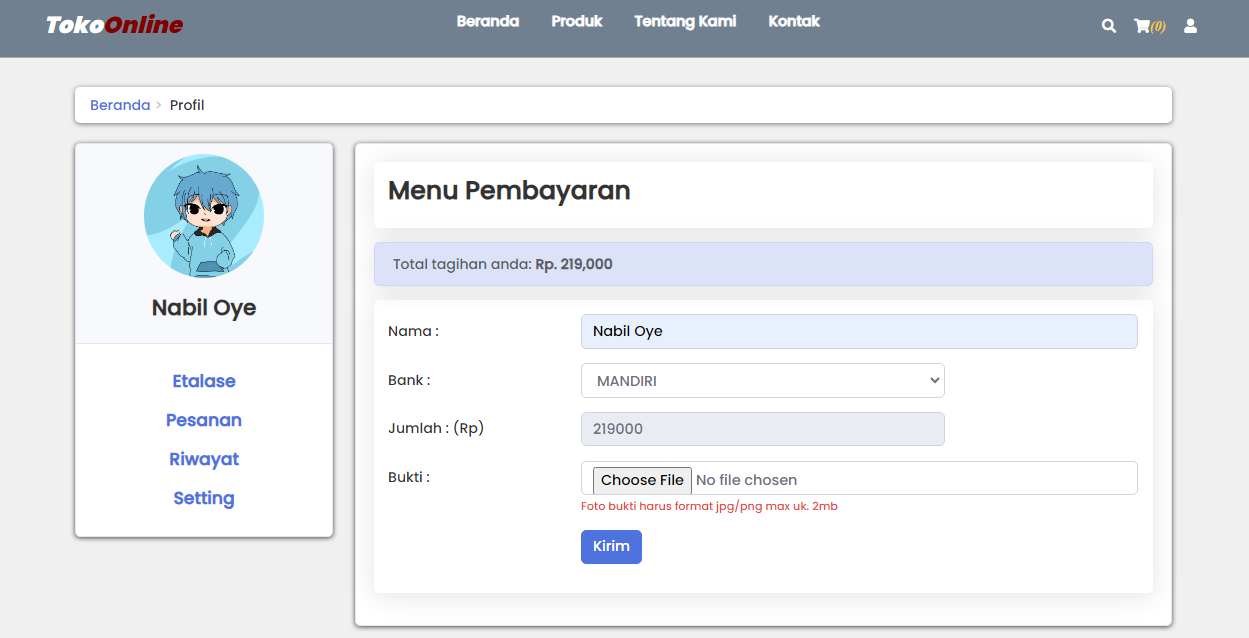 TokoOnline Beranda Produk Tentang Kami Kontak (0)
Beranda > Profil
Nabil Oye
Etalase
Pesanan
Riwayat
Setting
Menu Pembayaran
Total tagihan anda: Rp. 219,000
Nama : Nabil Oye
Bank : MANDIRI
Jumlah : (Rp) 219000
Bukti : Choose File No file chosen
Foto bukti harus format jpg/png max uk. 2mb
Kirim